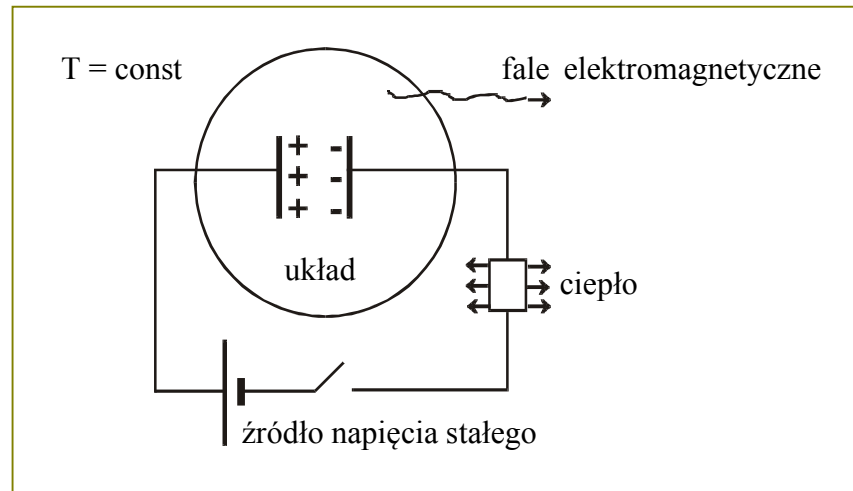 T = const
fale elektromagnetyczne
+ -
+ -
+ -
układ
ciepło
źródło napięcia stałego